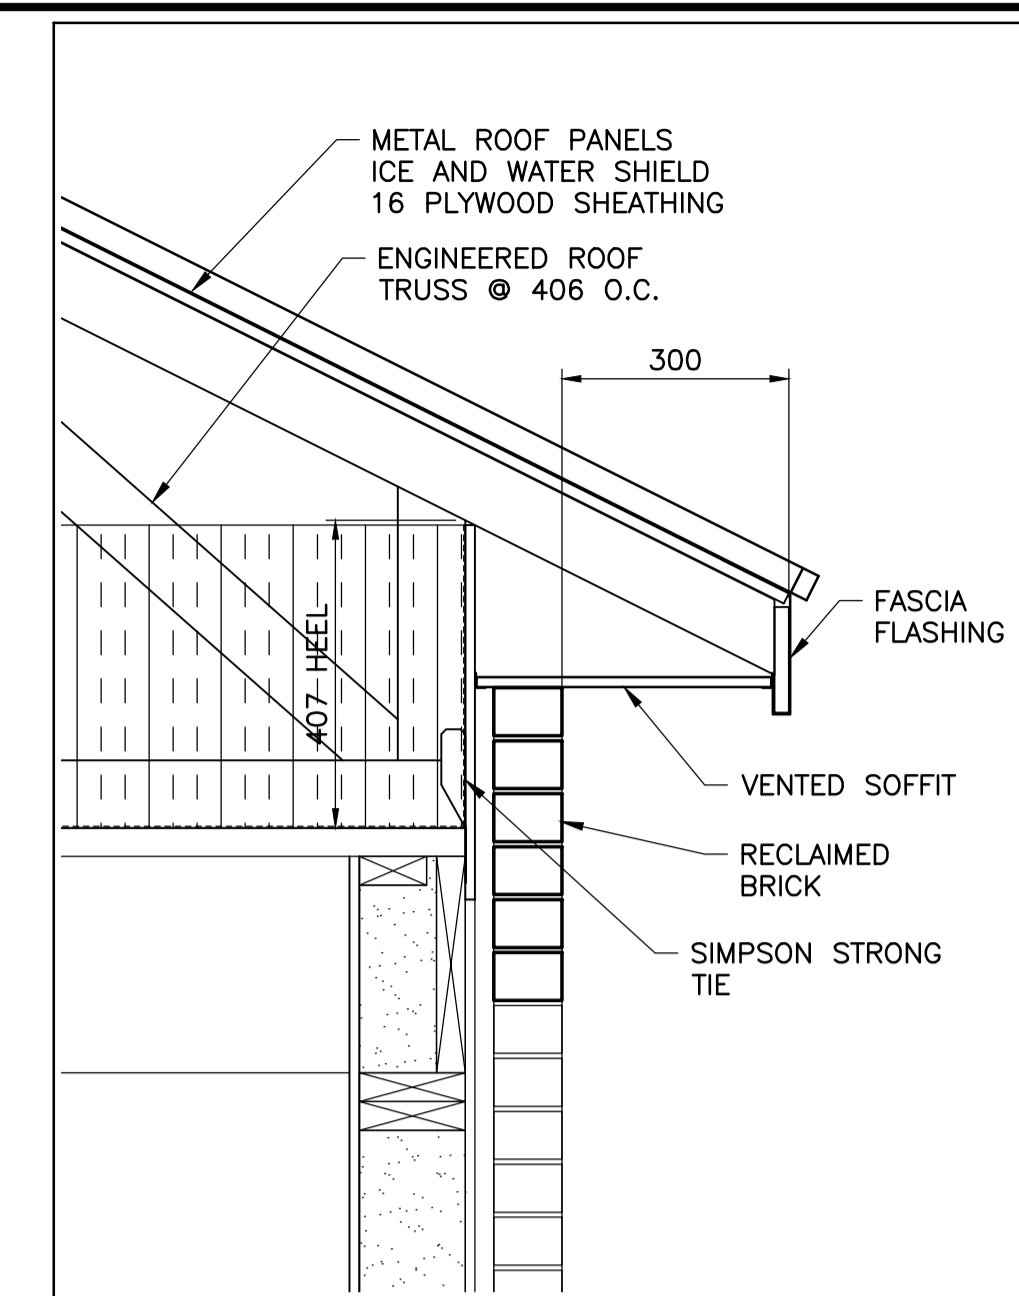 METAL ROOF PANELS
ICE AND WATER SHIELD
16 PLYWOOD SHEATHING
ENGINEERED ROOF
TRUSS @ 406 O.C.
300
407 HEEL
FASCIA
FLASHING
VENTED SOFFIT
RECLAIMED
BRICK
SIMPSON STRONG
TIE